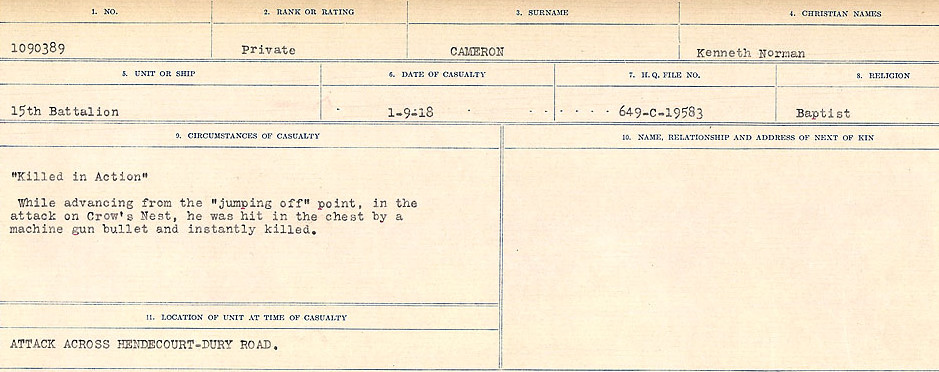 1. NO.
2. RANK OR RATING
3. SURNAME
4. CHRISTIAN NAMES
1090389
Private
CAMERON
Kenneth Norman
5. UNIT OR SHIP
6. DATE OF CASUALTY
7. H. Q. FILE NO.
8. RELIGION
15th Battalion
1-9-18
649-C-19583
Baptist
9. CIRCUMSTANCES OF CASUALTY
10. NAME, RELATIONSHIP AND ADDRESS OF NEXT OF KIN
"Killed in Action"
While advancing from the "jumping off" point, in the
attack on Crow's Nest, he was hit in the chest by a
machine gun bullet and instantly killed.
11. LOCATION OF UNIT AT TIME OF CASUALTY
ATTACK ACROSS HENDECOURT-DURY ROAD.